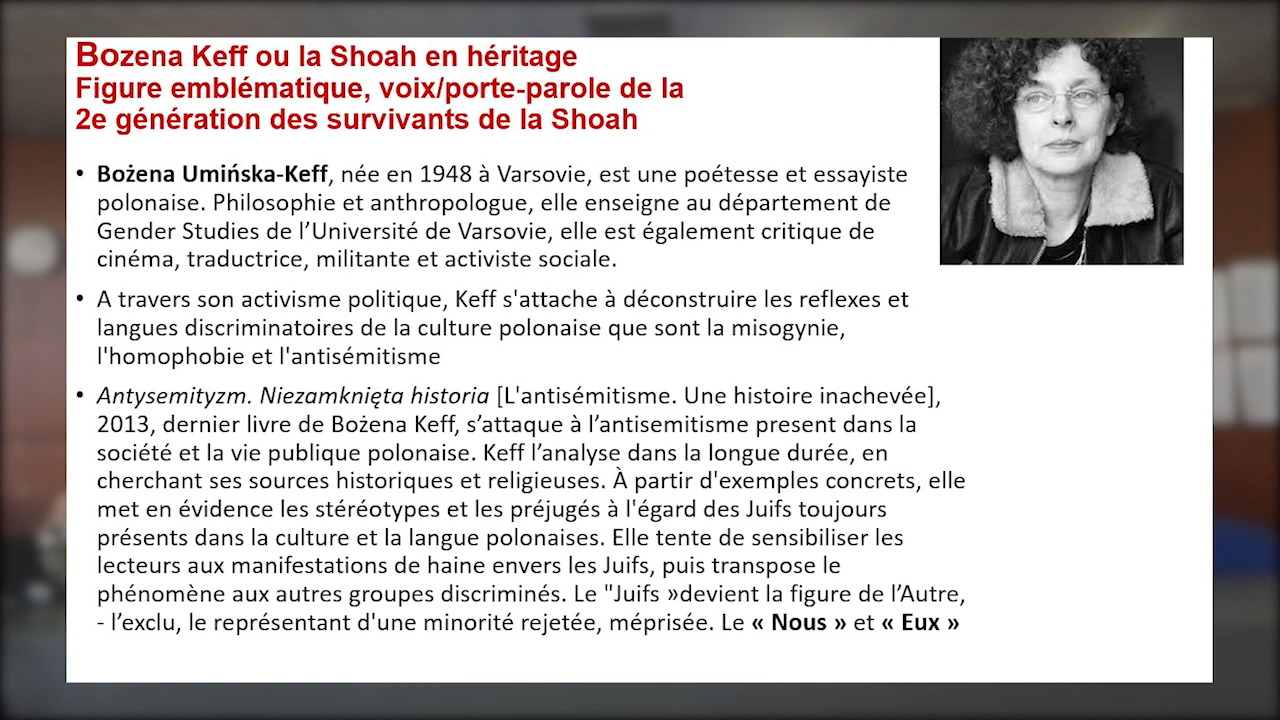 Bozena Keff ou la Shoah en héritage
Figure emblématique, voix/porte-parole de la
2e génération des survivants de la Shoah
• Bożena Umińska-Keff, née en 1948 à Varsovie, est une poétesse et essayiste
polonaise. Philosophie et anthropologue, elle enseigne au département de
Gender Studies de l’Université de Varsovie, elle est également critique de
cinéma, traductrice, militante et activiste sociale.
• A travers son activisme politique, Keff s'attache à déconstruire les reflexes et
langues discriminatoires de la culture polonaise que sont la misogynie,
l'homophobie et l'antisémitisme
• Antysemityzm. Niezamknięta historia [L'antisémitisme. Une histoire inachevée],
2013, dernier livre de Bożena Keff, s’attaque à l’antisemitisme present dans la
société et la vie publique polonaise. Keff l’analyse dans la longue durée, en
cherchant ses sources historiques et religieuses. À partir d'exemples concrets, elle
met en évidence les stéréotypes et les préjugés à l'égard des Juifs toujours
présents dans la culture et la langue polonaises. Elle tente de sensibiliser les
lecteurs aux manifestations de haine envers les Juifs, puis transpose le
phénomène aux autres groupes discriminés. Le "Juifs »devient la figure de l’Autre,
- l’exclu, le représentant d'une minorité rejetée, méprisée. Le « Nous » et « Eux »